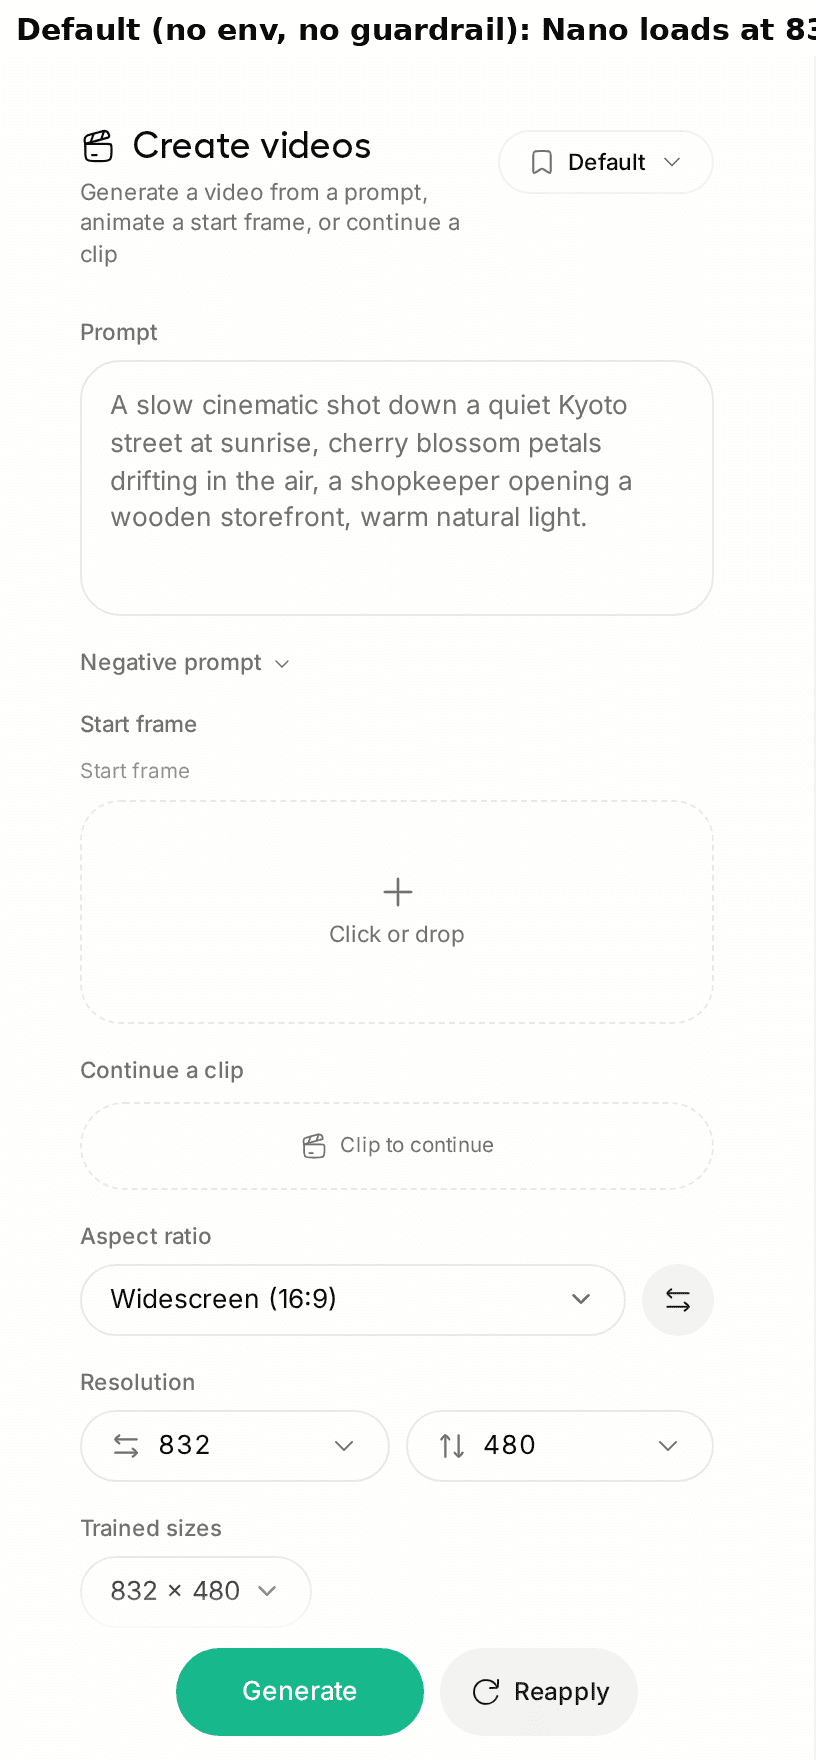 Default (no env, no guardrail): Nano loads at 83
Create videos
Default
Generate a video from a prompt,
animate a start frame, or continue a
clip
Prompt
A slow cinematic shot down a quiet Kyoto
street at sunrise, cherry blossom petals
drifting in the air, a shopkeeper opening a
wooden storefront, warm natural light.
Negative prompt
Start frame
Start frame
Click or drop
Continue a clip
Clip to continue
Aspect ratio
Widescreen (16:9)
Resolution
832
480
Trained sizes
832 × 480
Generate
Reapply